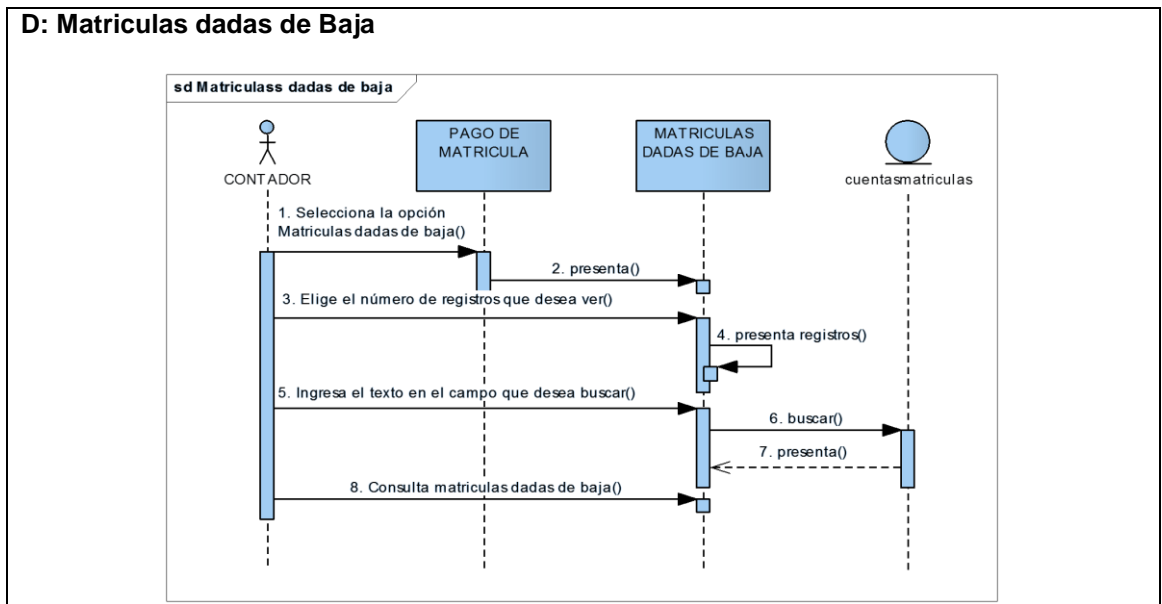 D: Matriculas dadas de Baja
sd Matriculass dadas de baja
CONTADOR
PAGO DE
MATRICULA
MATRICULAS
DADAS DE BAJA
cuentasmatriculas
1. Selecciona la opción
Matriculas dadas de baja()
2. presenta()
3. Elige el número de registros que desea ver()
4. presenta registros()
5. Ingresa el texto en el campo que desea buscar()
6. buscar()
7. presenta()
8. Consulta matriculas dadas de baja()